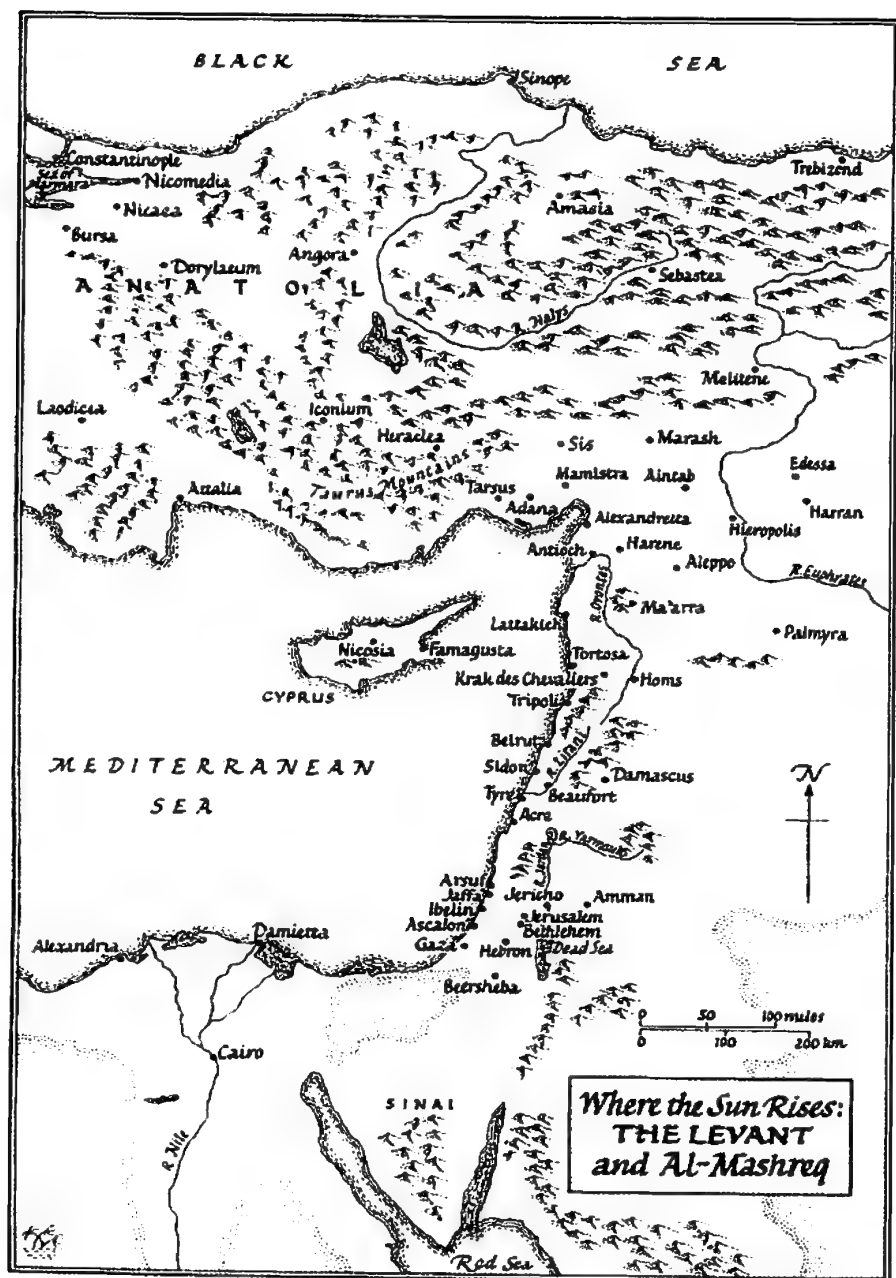 BLACK SEA
Sinope
Constantinople
Trebizond
Sea of Marmara
Nicomedia
Nicaea
Amasia
Bursa
Angora
Dorylaeum
Sebastea
ANATOLIA
R. Halys
Melitene
Laodicea
Iconium
Heraclea
Sis
Marash
Taurus Mountains
Mamistra
Aintab
Edessa
Attalia
Tarsus
Adana
Harran
Alexandretta
Hieropolis
Antioch
Harenc
Aleppo
R. Euphrates
R. Orontes
Ma'arra
Lattakieh
Palmyra
Nicosia
Famagusta
Tortosa
CYPRUS
Krak des Chevaliers
Homs
Tripoli
Beirut
R. Litani
MEDITERRANEAN
SEA
Sidon
Damascus
N
Tyre
Beaufort
Acre
R. Yarmouk
R. Jordan
Arsuf
Jaffa
Jericho
Amman
Ibelin
Jerusalem
Ascalon
Bethlehem
Alexandria
Damietta
Gaza
Hebron
Dead Sea
Beersheba
0 50 100 miles
0 100 200 km
Cairo
SINAI
R. Nile
Where the Sun Rises:
THE LEVANT
and Al-Mashreq
Red Sea